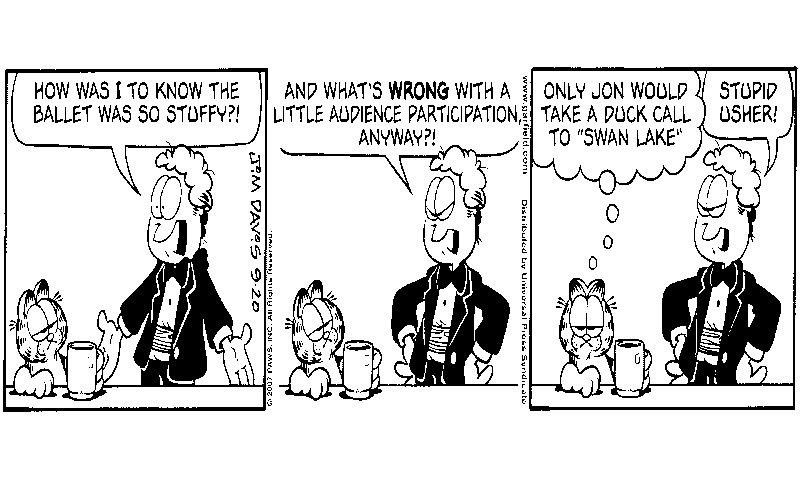 HOW WAS I TO KNOW THE
BALLET WAS SO STUFFY?!
JIM DAVIS 9.20
© 2007 PAWS, INC. All Rights Reserved.
AND WHAT'S WRONG WITH A
LITTLE AUDIENCE PARTICIPATION,
ANYWAY?!
www.garfield.com
Distributed by Universal Press Syndicate
ONLY JON WOULD
TAKE A DUCK CALL
TO "SWAN LAKE"
STUPID
USHER!